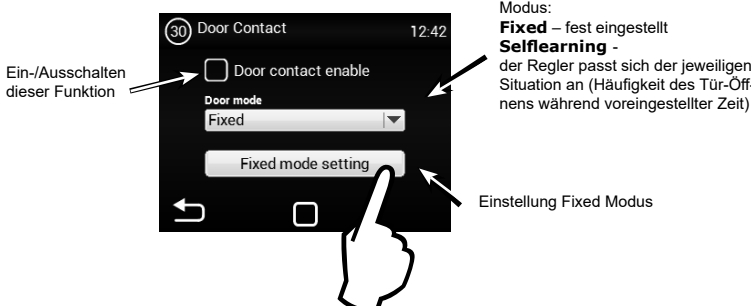 Modus:
Fixed – fest eingestellt
Selflearning -
der Regler passt sich der jeweiligen
Situation an (Häufigkeit des Tür-Öff-
nens während voreingestellter Zeit)
30 Door Contact 12:42
Door contact enable
Ein-/Ausschalten
dieser Funktion
Door mode
Fixed
Fixed mode setting
Einstellung Fixed Modus